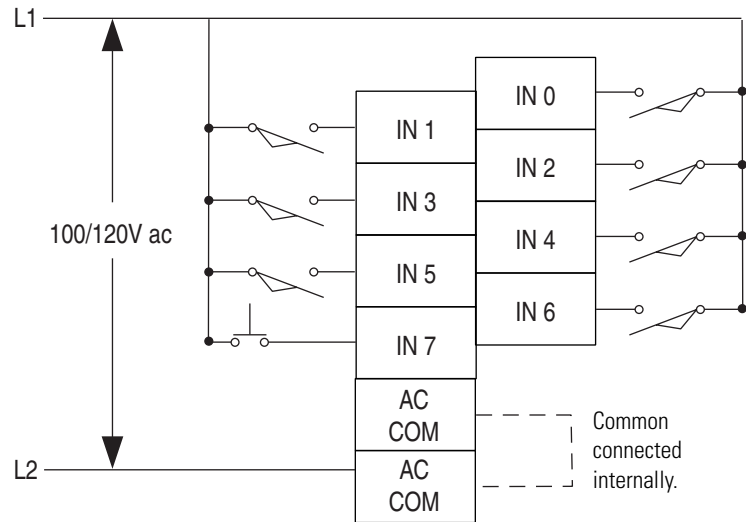 L1
IN 0
IN 1
IN 2
IN 3
100/120V ac
IN 4
IN 5
IN 6
IN 7
AC
COM
Common
connected
internally.
L2
AC
COM